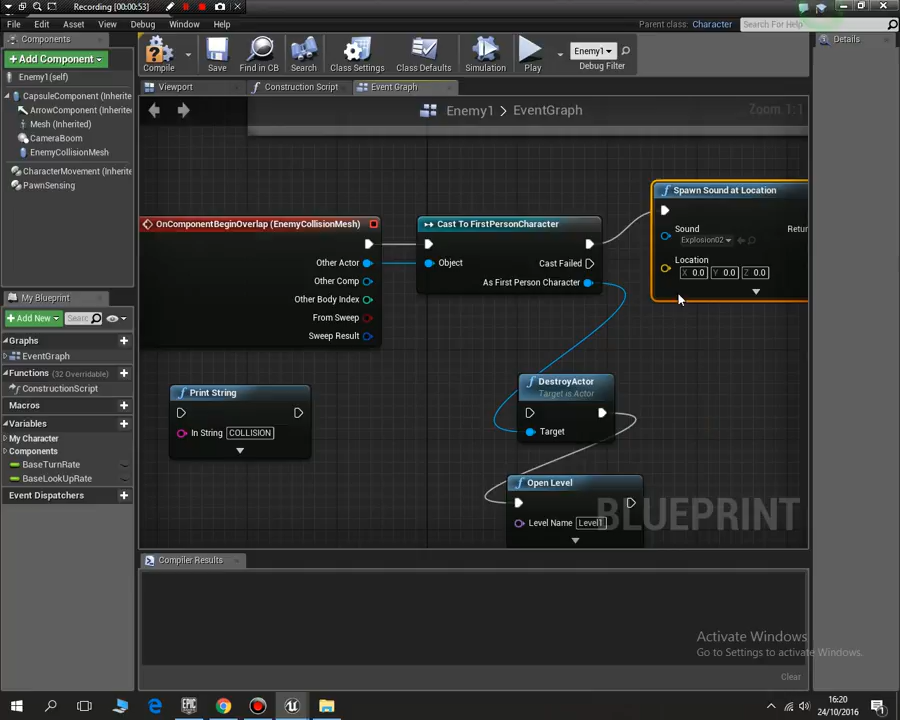 Recording [00:00:53]
File Edit Asset View Debug Window Help
Parent class: Character
Search For Help
Components
+ Add Component
Enemy1(self)
CapsuleComponent (Inherite
ArrowComponent (Inherite
Mesh (Inherited)
CameraBoom
EnemyCollisionMesh
CharacterMovement (Inherite
PawnSensing
Compile
Save
Find in CB
Search
Class Settings
Class Defaults
Simulation
Play
Enemy1
Debug Filter
Details
Viewport
Construction Script
Event Graph
Enemy1 > EventGraph
Zoom 1:1
OnComponentBeginOverlap (EnemyCollisionMesh)
Other Actor
Other Comp
Other Body Index
From Sweep
Sweep Result
Cast To FirstPersonCharacter
Object
Cast Failed
As First Person Character
Spawn Sound at Location
Sound
Explosion02
Retur
Location
X 0.0 Y 0.0 Z 0.0
Print String
In String COLLISION
DestroyActor
Target is Actor
Target
Open Level
Level Name Level1
BLUEPRINT
My Blueprint
+ Add New
Searc
Graphs
EventGraph
Functions (32 Overridable)
ConstructionScript
Macros
Variables
My Character
Components
BaseTurnRate
BaseLookUpRate
Event Dispatchers
Compiler Results
Clear
Activate Windows
Go to Settings to activate Windows.
EPIC
16:20
24/10/2016
1